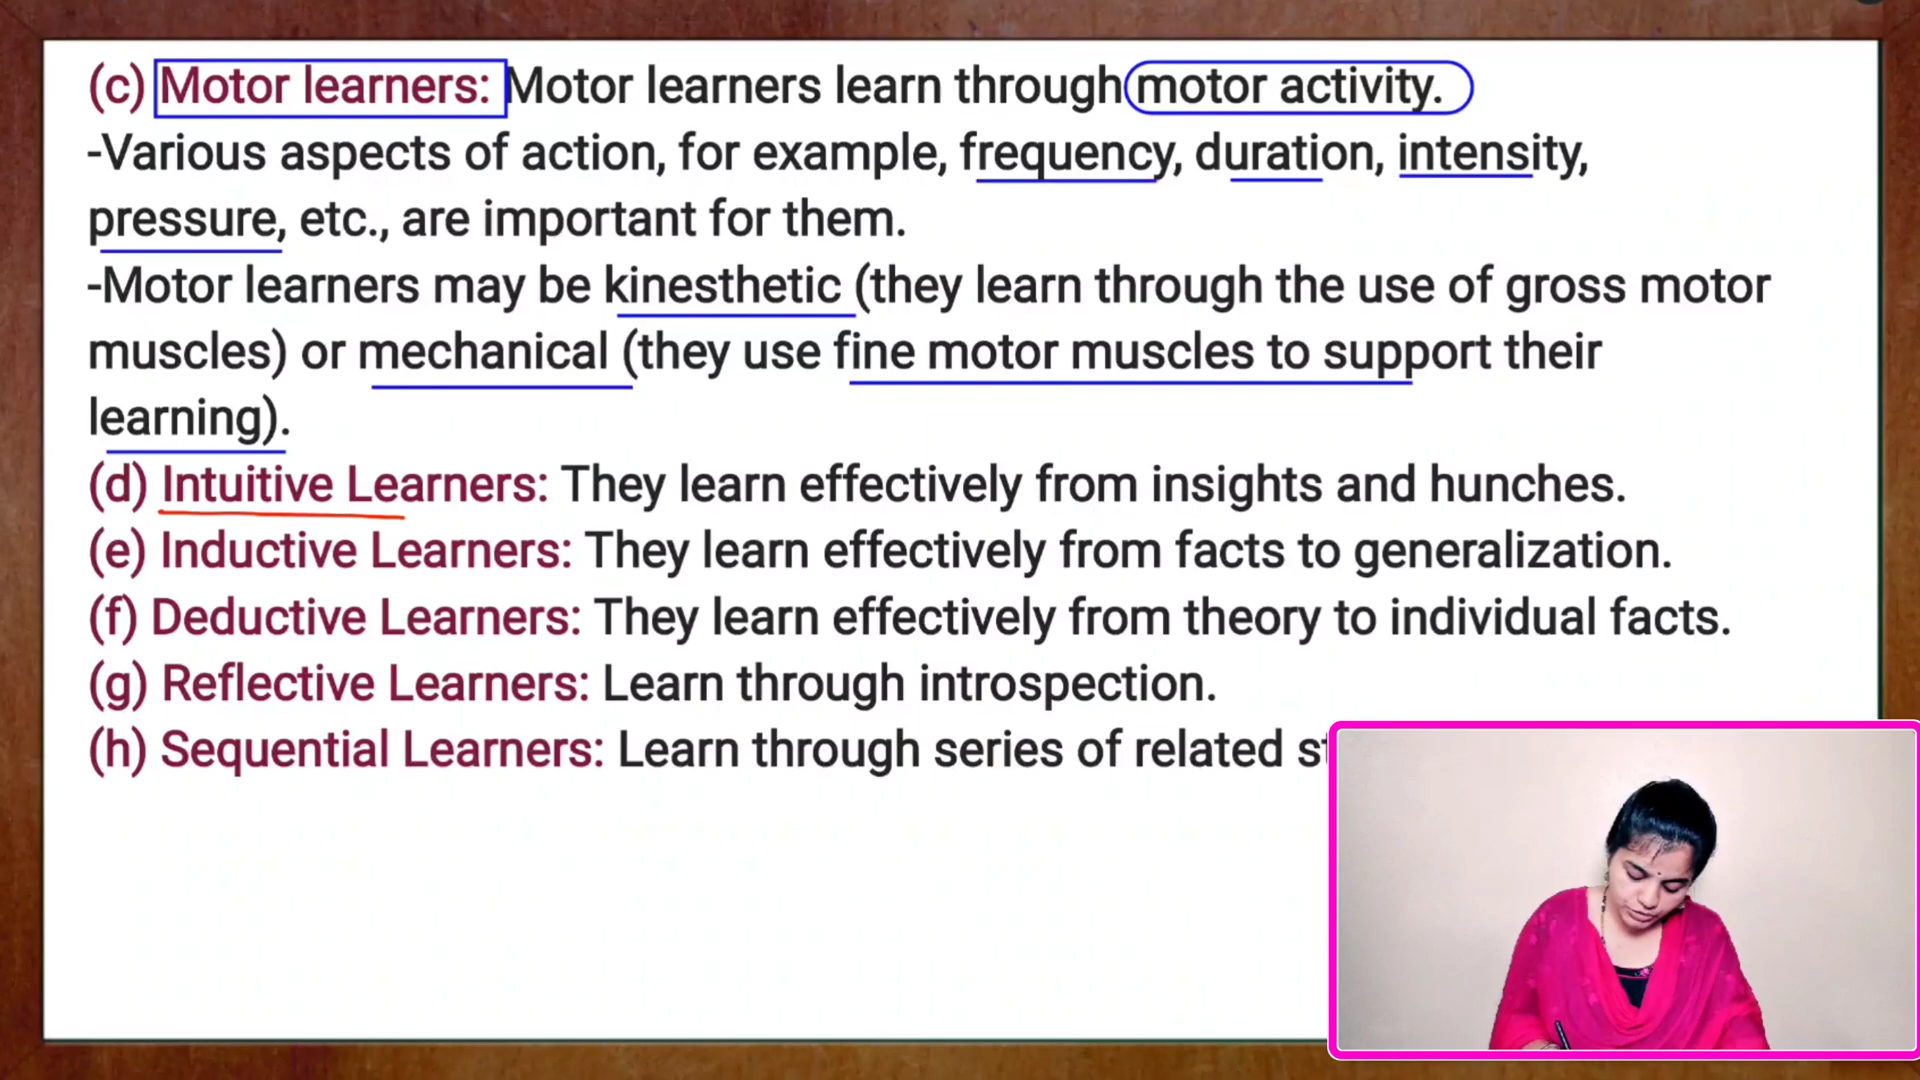 (c) Motor learners: Motor learners learn through motor activity.
-Various aspects of action, for example, frequency, duration, intensity,
pressure, etc., are important for them.
-Motor learners may be kinesthetic (they learn through the use of gross motor
muscles) or mechanical (they use fine motor muscles to support their
learning).
(d) Intuitive Learners: They learn effectively from insights and hunches.
(e) Inductive Learners: They learn effectively from facts to generalization.
(f) Deductive Learners: They learn effectively from theory to individual facts.
(g) Reflective Learners: Learn through introspection.
(h) Sequential Learners: Learn through series of related